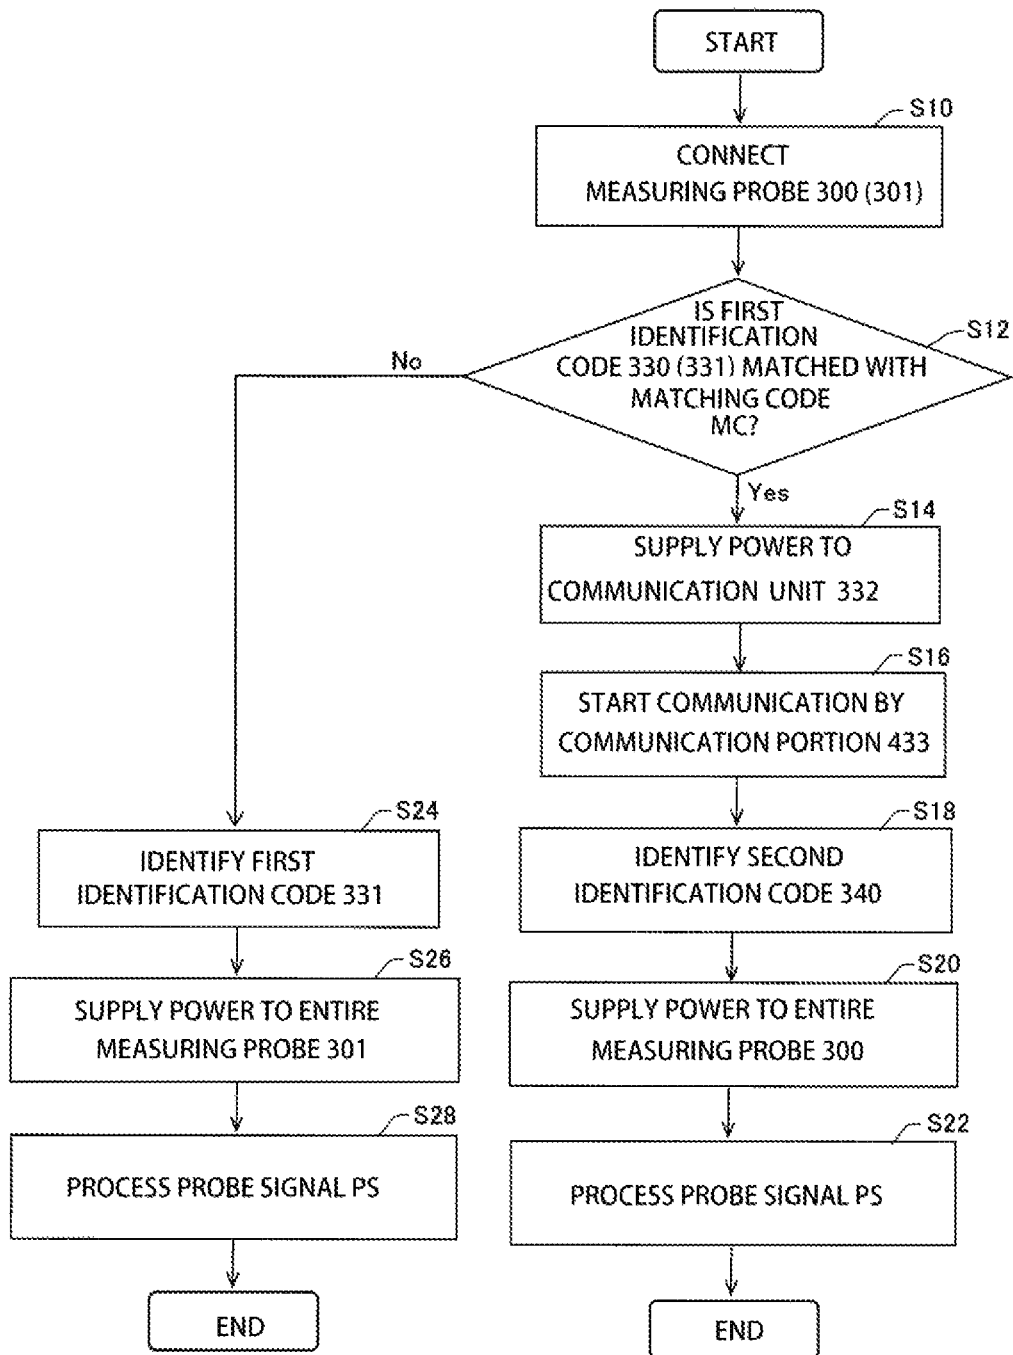 START
S10
CONNECT
MEASURING PROBE 300 (301)
S12
IS FIRST
IDENTIFICATION
CODE 330 (331) MATCHED WITH
MATCHING CODE
MC?
No
Yes
S14
SUPPLY POWER TO
COMMUNICATION UNIT 332
S16
START COMMUNICATION BY
COMMUNICATION PORTION 433
S18
IDENTIFY SECOND
IDENTIFICATION CODE 340
S20
SUPPLY POWER TO ENTIRE
MEASURING PROBE 300
S22
PROCESS PROBE SIGNAL PS
END
S24
IDENTIFY FIRST
IDENTIFICATION CODE 331
S26
SUPPLY POWER TO ENTIRE
MEASURING PROBE 301
S28
PROCESS PROBE SIGNAL PS
END